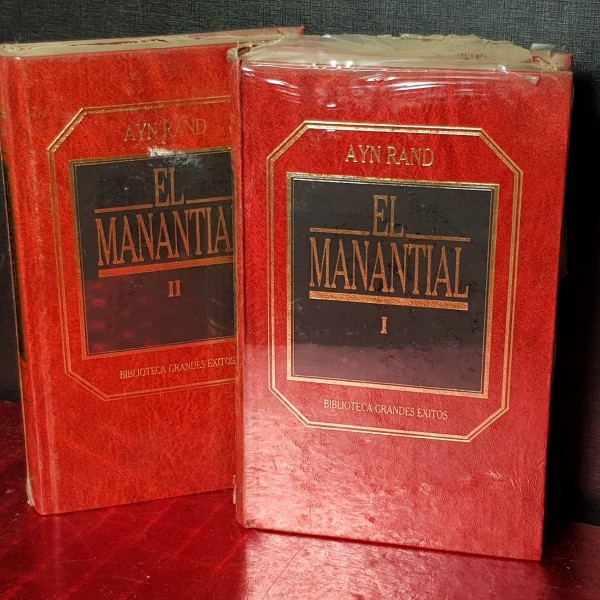 AYN RAND
EL
MANANTIAL
II
BIBLIOTECA GRANDES EXITOS
AYN RAND
EL
MANANTIAL
I
BIBLIOTECA GRANDES EXITOS